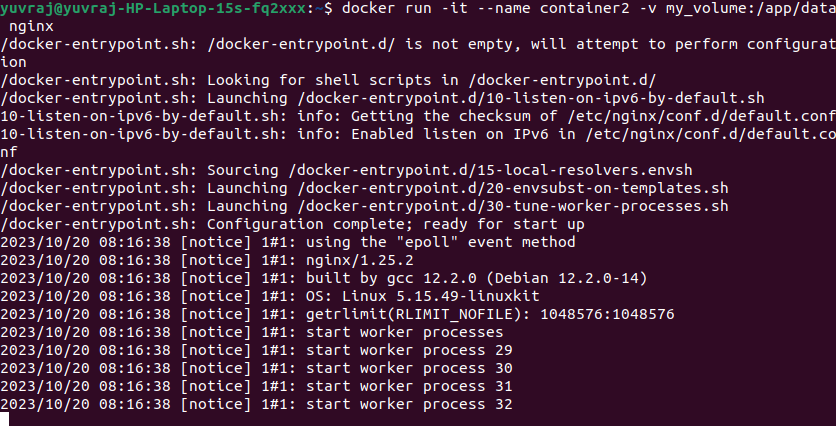 yuvraj@yuvraj-HP-Laptop-15s-fq2xxx:~$ docker run -it --name container2 -v my_volume:/app/data
 nginx
/docker-entrypoint.sh: /docker-entrypoint.d/ is not empty, will attempt to perform configurat
ion
/docker-entrypoint.sh: Looking for shell scripts in /docker-entrypoint.d/
/docker-entrypoint.sh: Launching /docker-entrypoint.d/10-listen-on-ipv6-by-default.sh
10-listen-on-ipv6-by-default.sh: info: Getting the checksum of /etc/nginx/conf.d/default.conf
10-listen-on-ipv6-by-default.sh: info: Enabled listen on IPv6 in /etc/nginx/conf.d/default.co
nf
/docker-entrypoint.sh: Sourcing /docker-entrypoint.d/15-local-resolvers.envsh
/docker-entrypoint.sh: Launching /docker-entrypoint.d/20-envsubst-on-templates.sh
/docker-entrypoint.sh: Launching /docker-entrypoint.d/30-tune-worker-processes.sh
/docker-entrypoint.sh: Configuration complete; ready for start up
2023/10/20 08:16:38 [notice] 1#1: using the "epoll" event method
2023/10/20 08:16:38 [notice] 1#1: nginx/1.25.2
2023/10/20 08:16:38 [notice] 1#1: built by gcc 12.2.0 (Debian 12.2.0-14)
2023/10/20 08:16:38 [notice] 1#1: OS: Linux 5.15.49-linuxkit
2023/10/20 08:16:38 [notice] 1#1: getrlimit(RLIMIT_NOFILE): 1048576:1048576
2023/10/20 08:16:38 [notice] 1#1: start worker processes
2023/10/20 08:16:38 [notice] 1#1: start worker process 29
2023/10/20 08:16:38 [notice] 1#1: start worker process 30
2023/10/20 08:16:38 [notice] 1#1: start worker process 31
2023/10/20 08:16:38 [notice] 1#1: start worker process 32